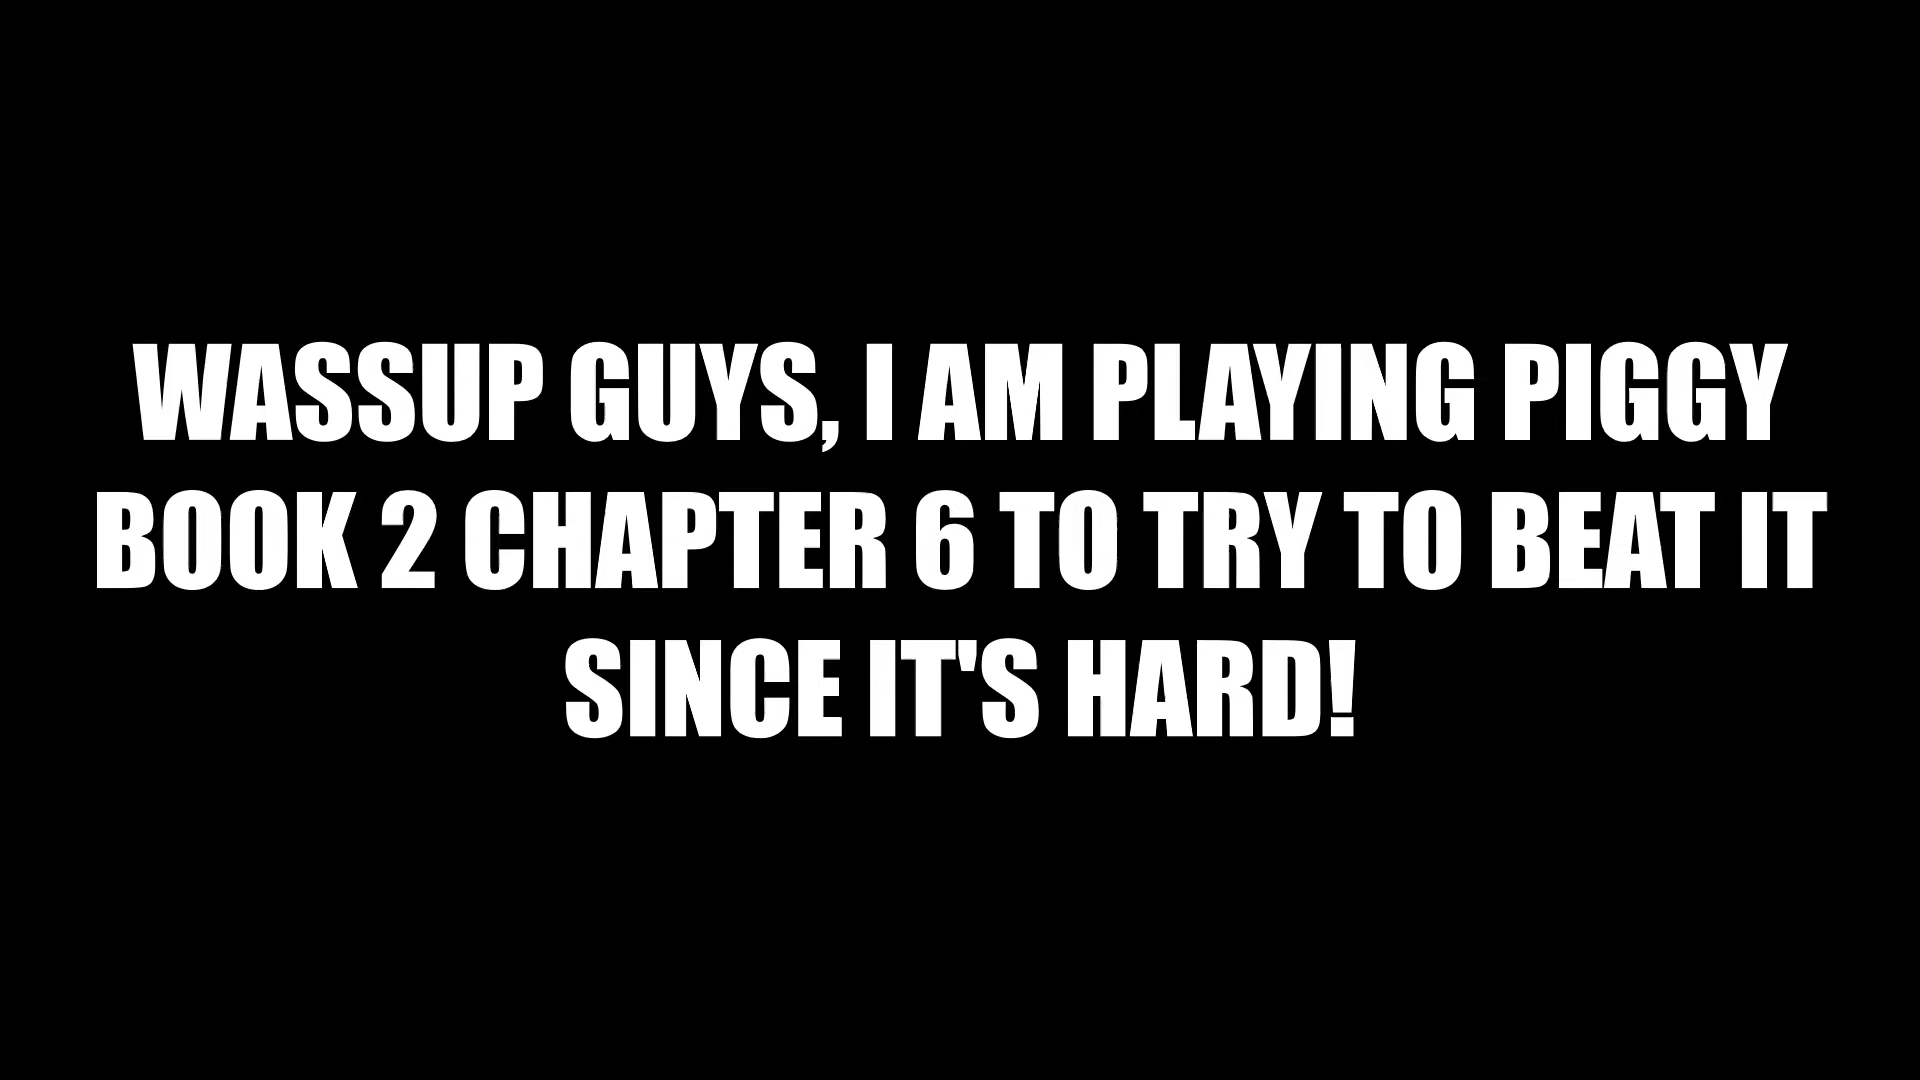 WASSUP GUYS, I AM PLAYING PIGGY
BOOK 2 CHAPTER 6 TO TRY TO BEAT IT
SINCE IT'S HARD!